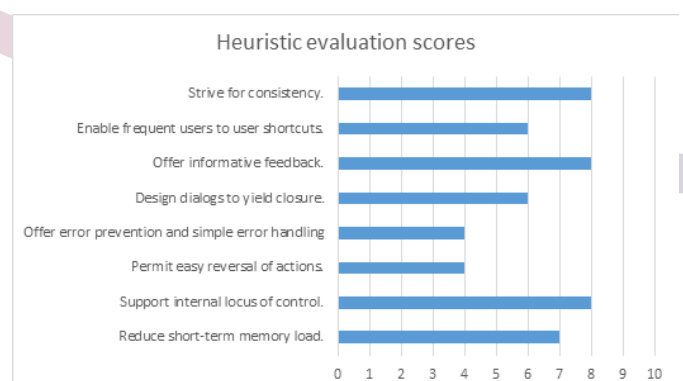 Heuristic evaluation scores
Strive for consistency.
Enable frequent users to user shortcuts.
Offer informative feedback.
Design dialogs to yield closure.
Offer error prevention and simple error handling
Permit easy reversal of actions.
Support internal locus of control.
Reduce short-term memory load.
0 1 2 3 4 5 6 7 8 9 10